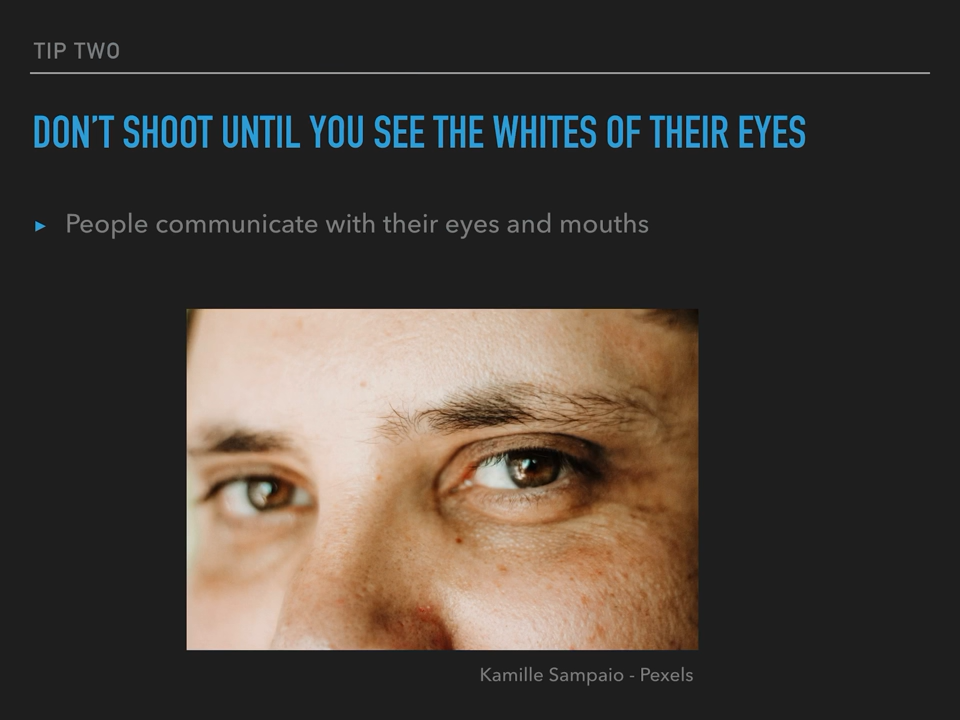 TIP TWO
DON’T SHOOT UNTIL YOU SEE THE WHITES OF THEIR EYES
▸ People communicate with their eyes and mouths
Kamille Sampaio - Pexels